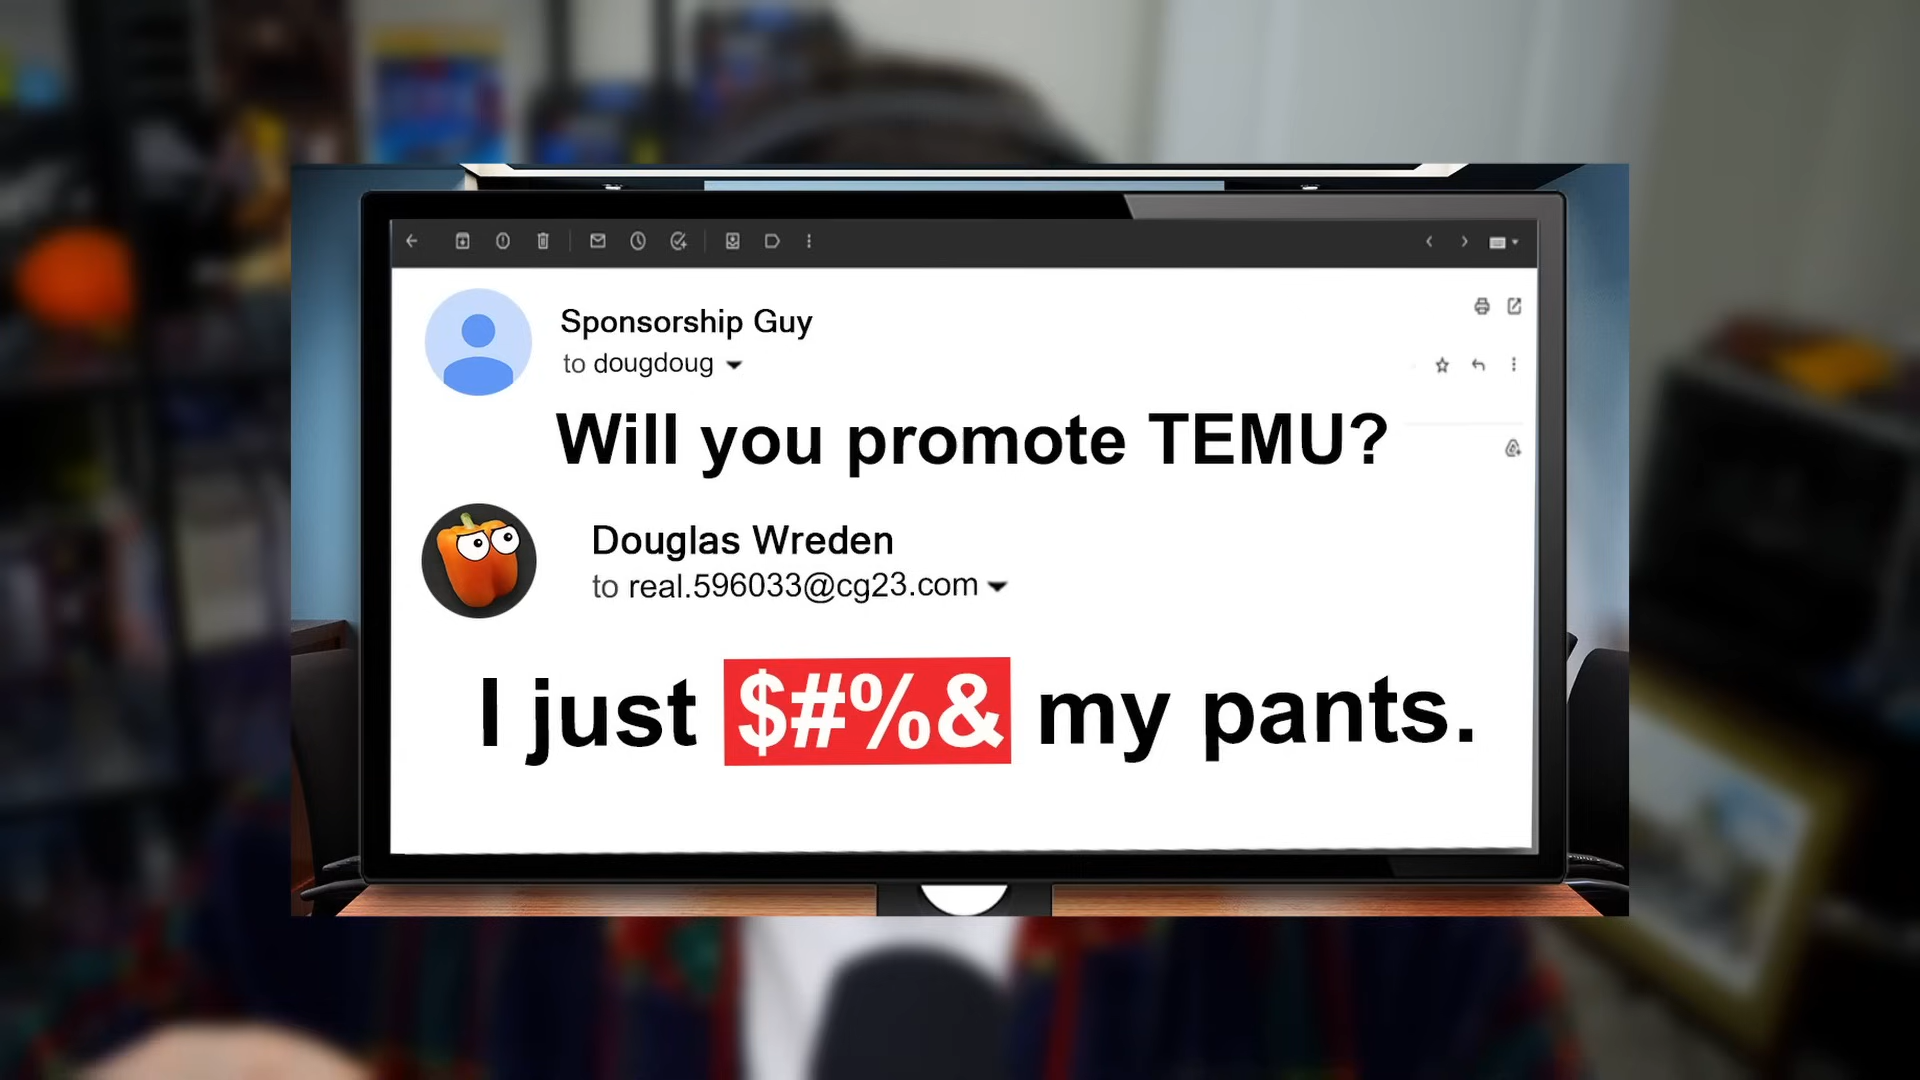 Sponsorship Guy
to dougdoug
Will you promote TEMU?
Douglas Wreden
to real.596033@cg23.com
I just $#%& my pants.